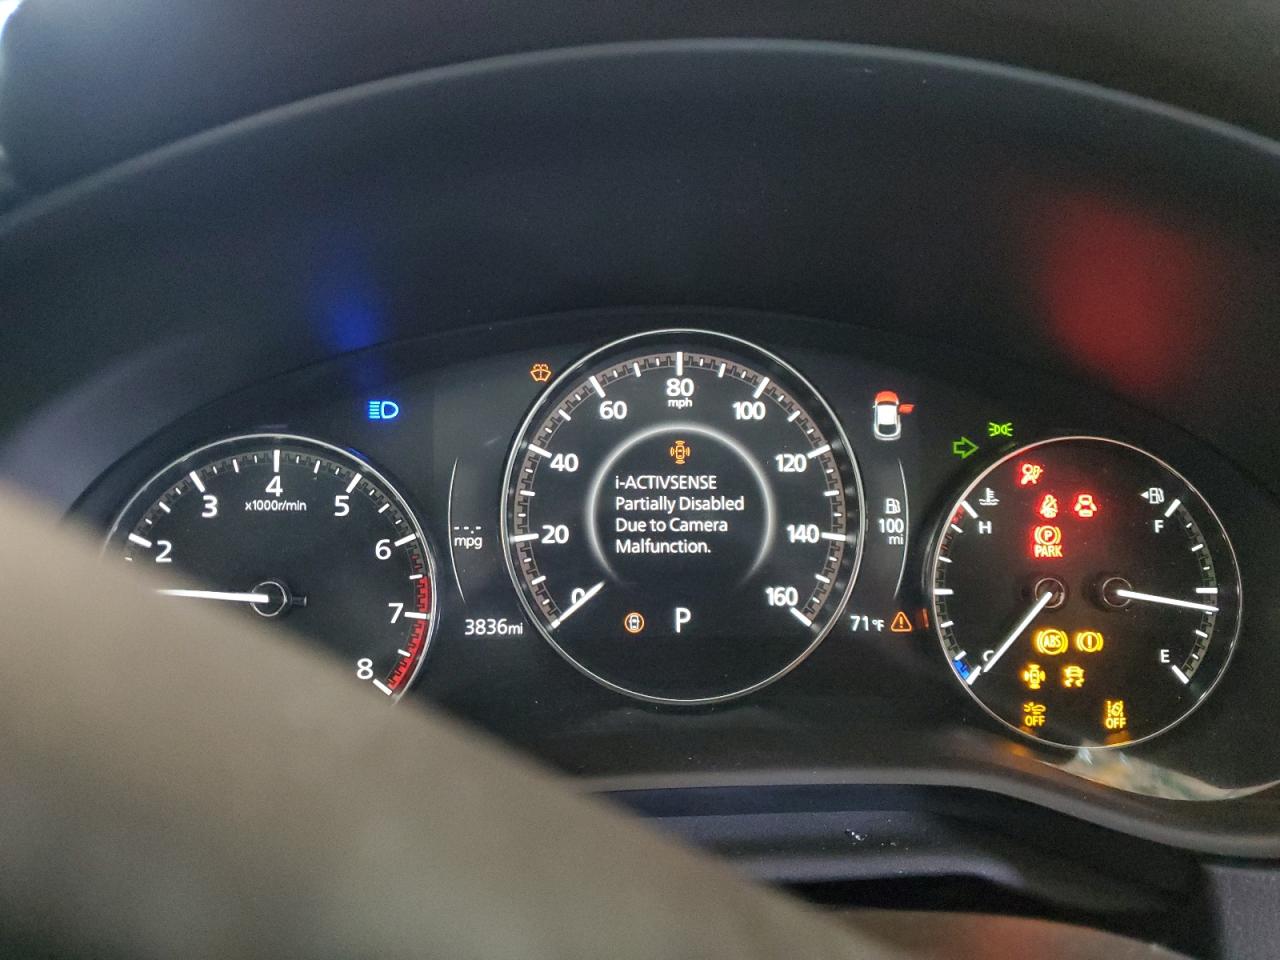 80
mph
60
100
40
120
20
140
0
160
i-ACTIVSENSE
Partially Disabled
Due to Camera
Malfunction.
P
4
x1000r/min
3
5
2
6
7
8
--.-
mpg
3836mi
100
mi
71°F
H
C
F
E
P
PARK
ABS
OFF
OFF